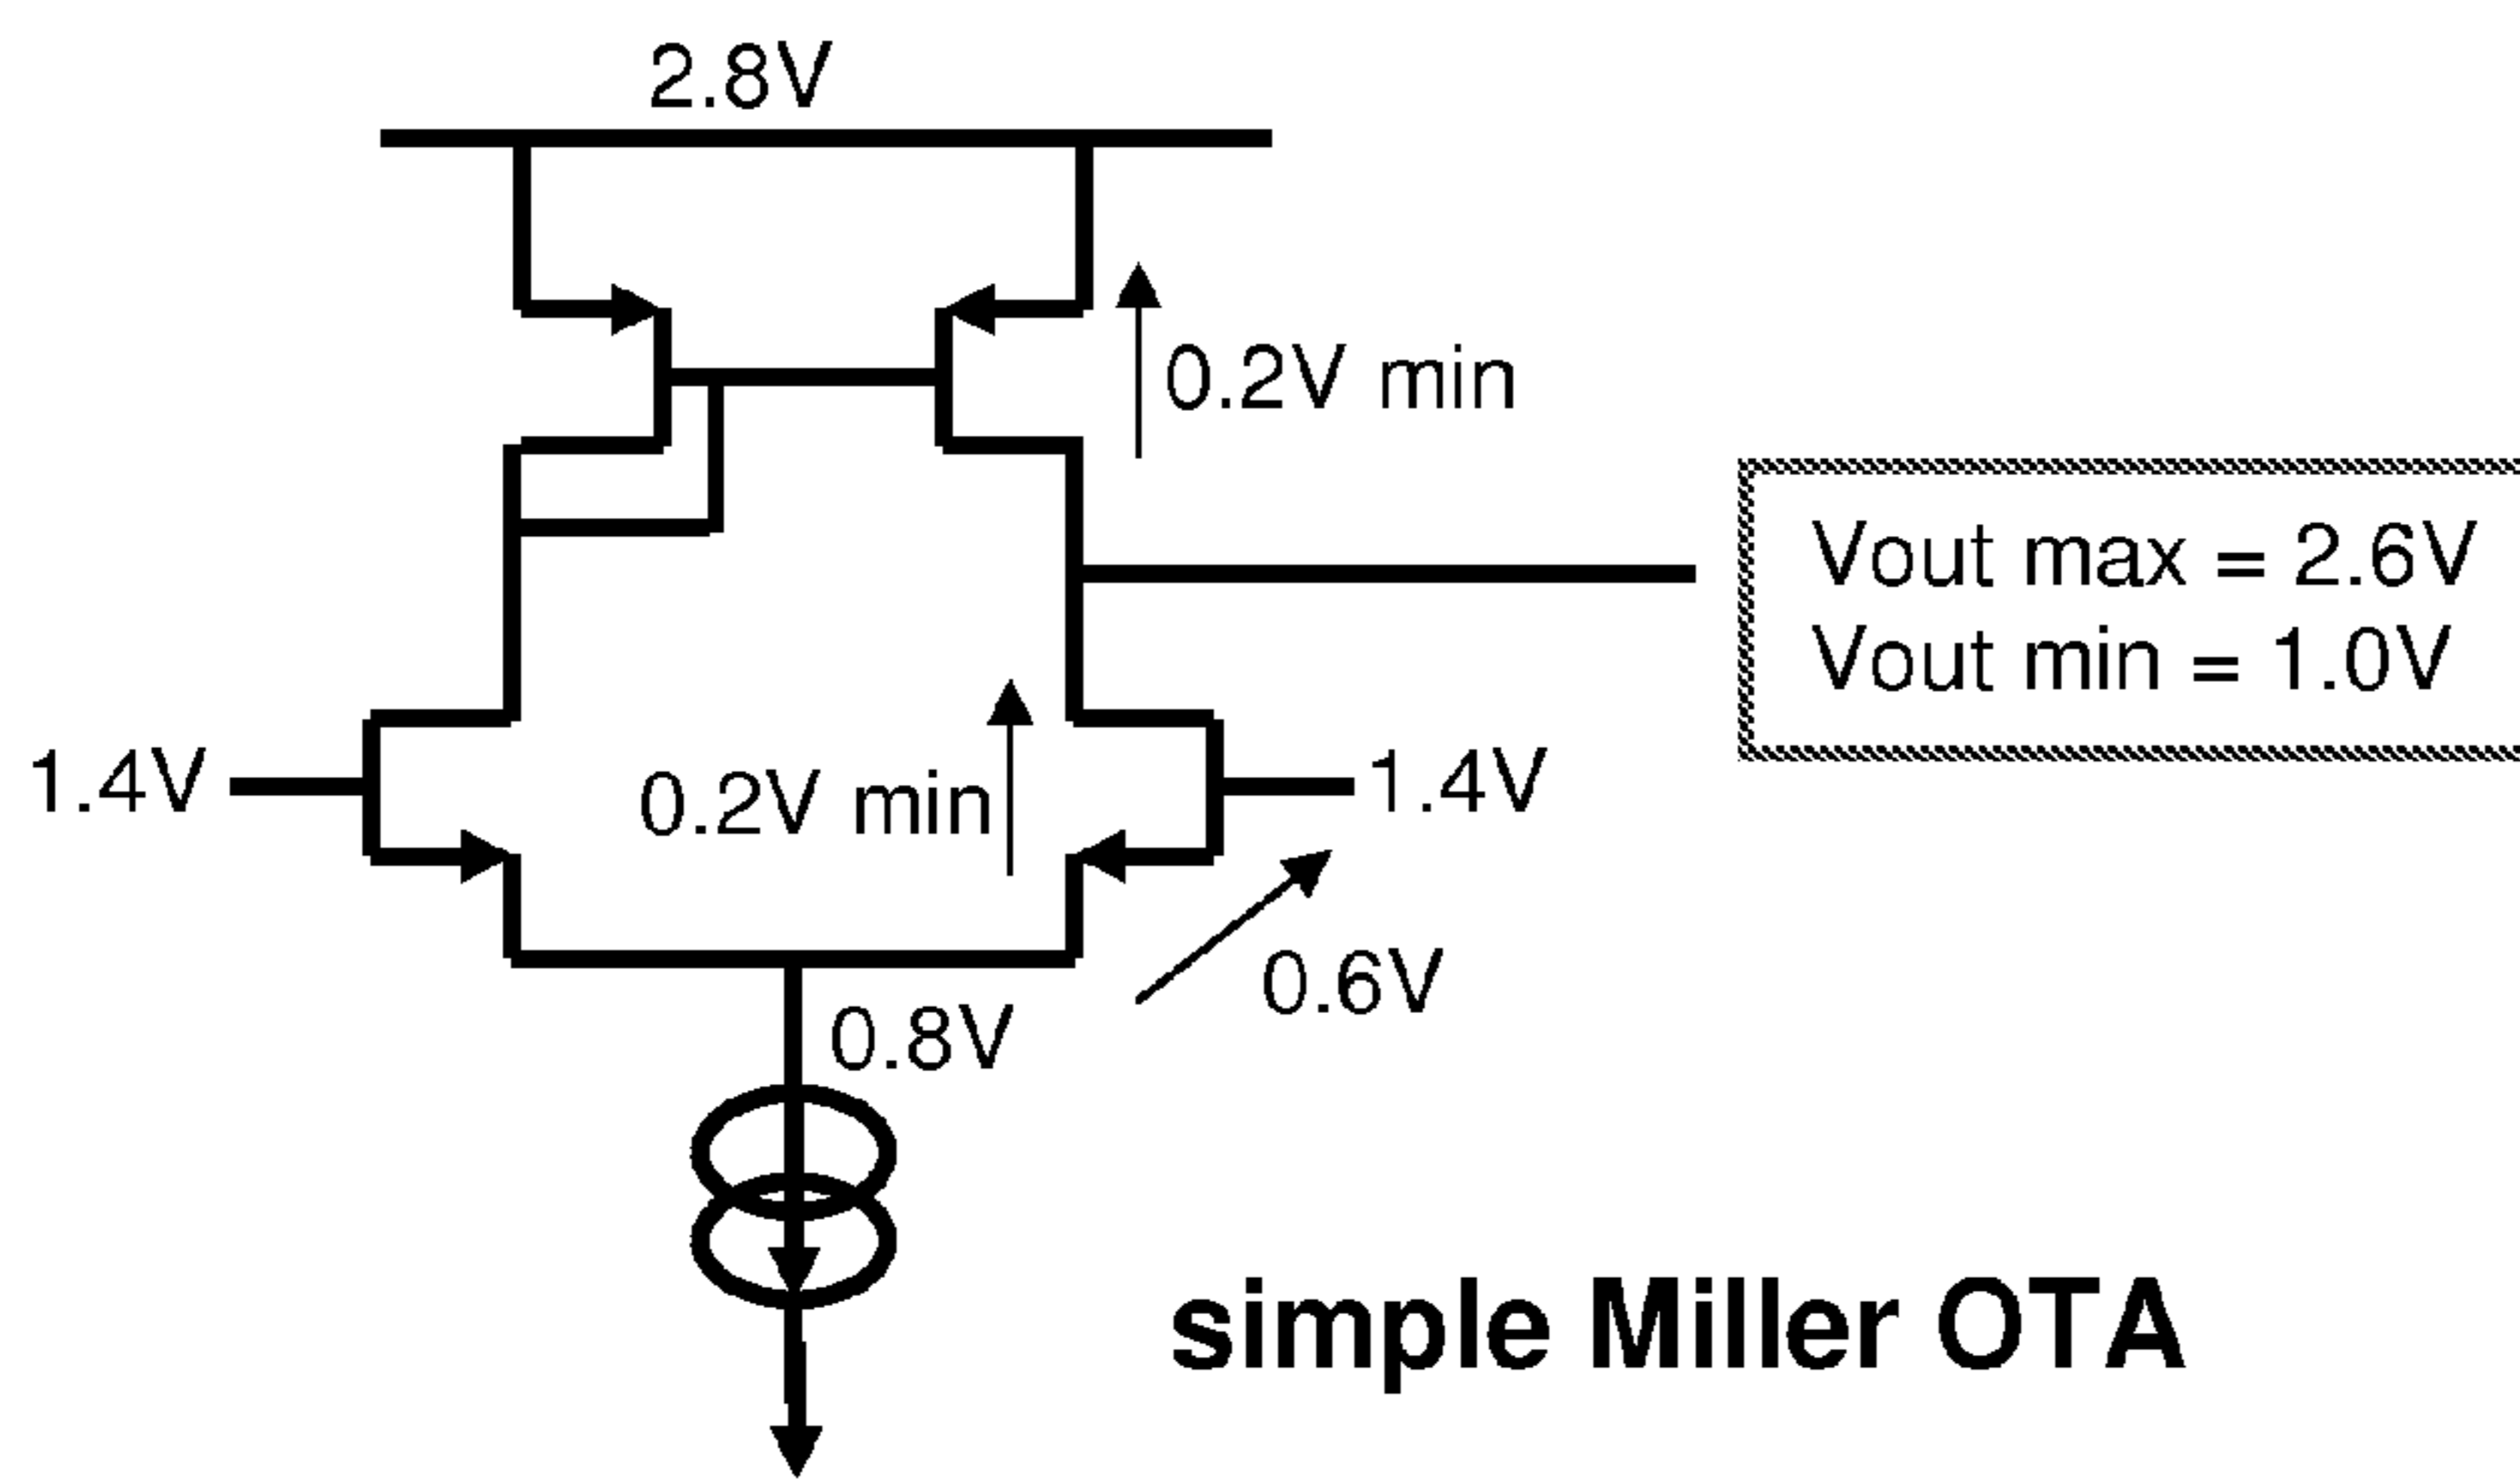 2.8V
0.2V min
Vout max = 2.6V
Vout min = 1.0V
1.4V
0.2V min
1.4V
0.6V
0.8V
simple Miller OTA